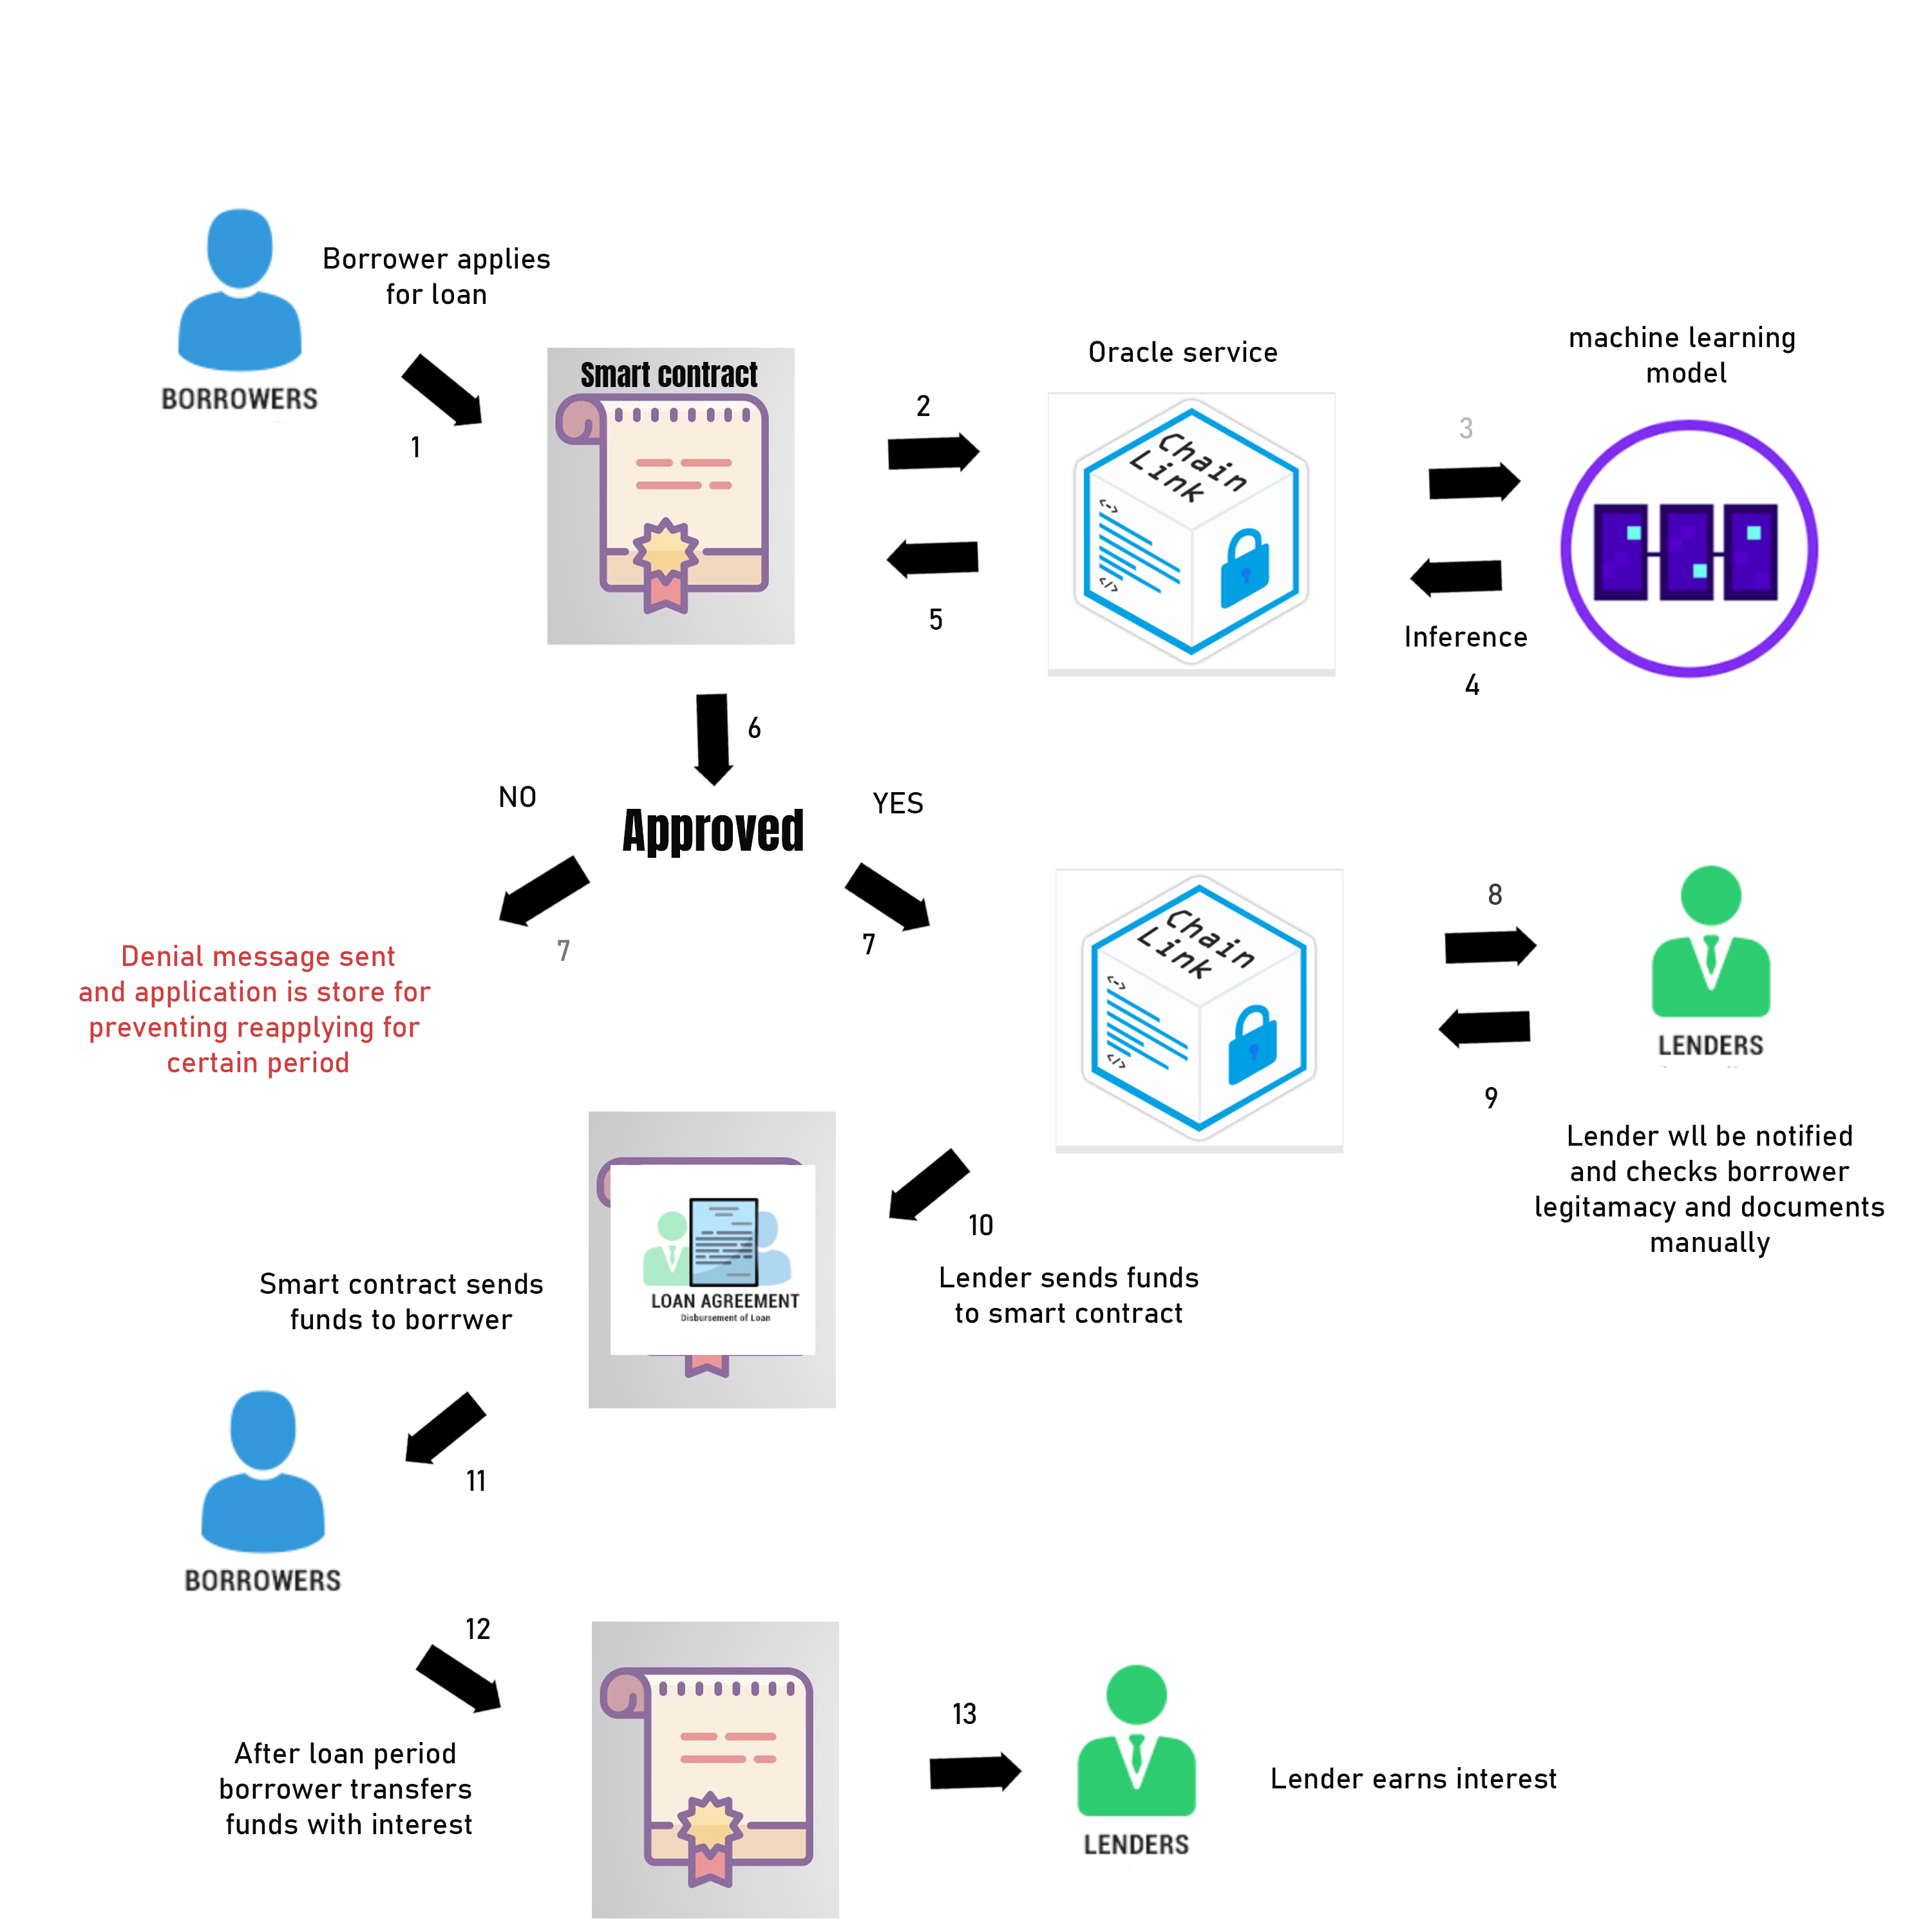 Borrower applies
for loan
BORROWERS
1
Smart contract
2
Oracle service
Chain
Link
<->
</>
5
3
machine learning
model
Inference
4
6
NO
Approved
YES
7
7
Denial message sent
and application is store for
preventing reapplying for
certain period
Chain
Link
<->
</>
8
LENDERS
9
Lender wll be notified
and checks borrower
legitamacy and documents
manually
10
Lender sends funds
to smart contract
LOAN AGREEMENT
Disbursement of Loan
Smart contract sends
funds to borrwer
11
BORROWERS
12
After loan period
borrower transfers
funds with interest
13
LENDERS
Lender earns interest